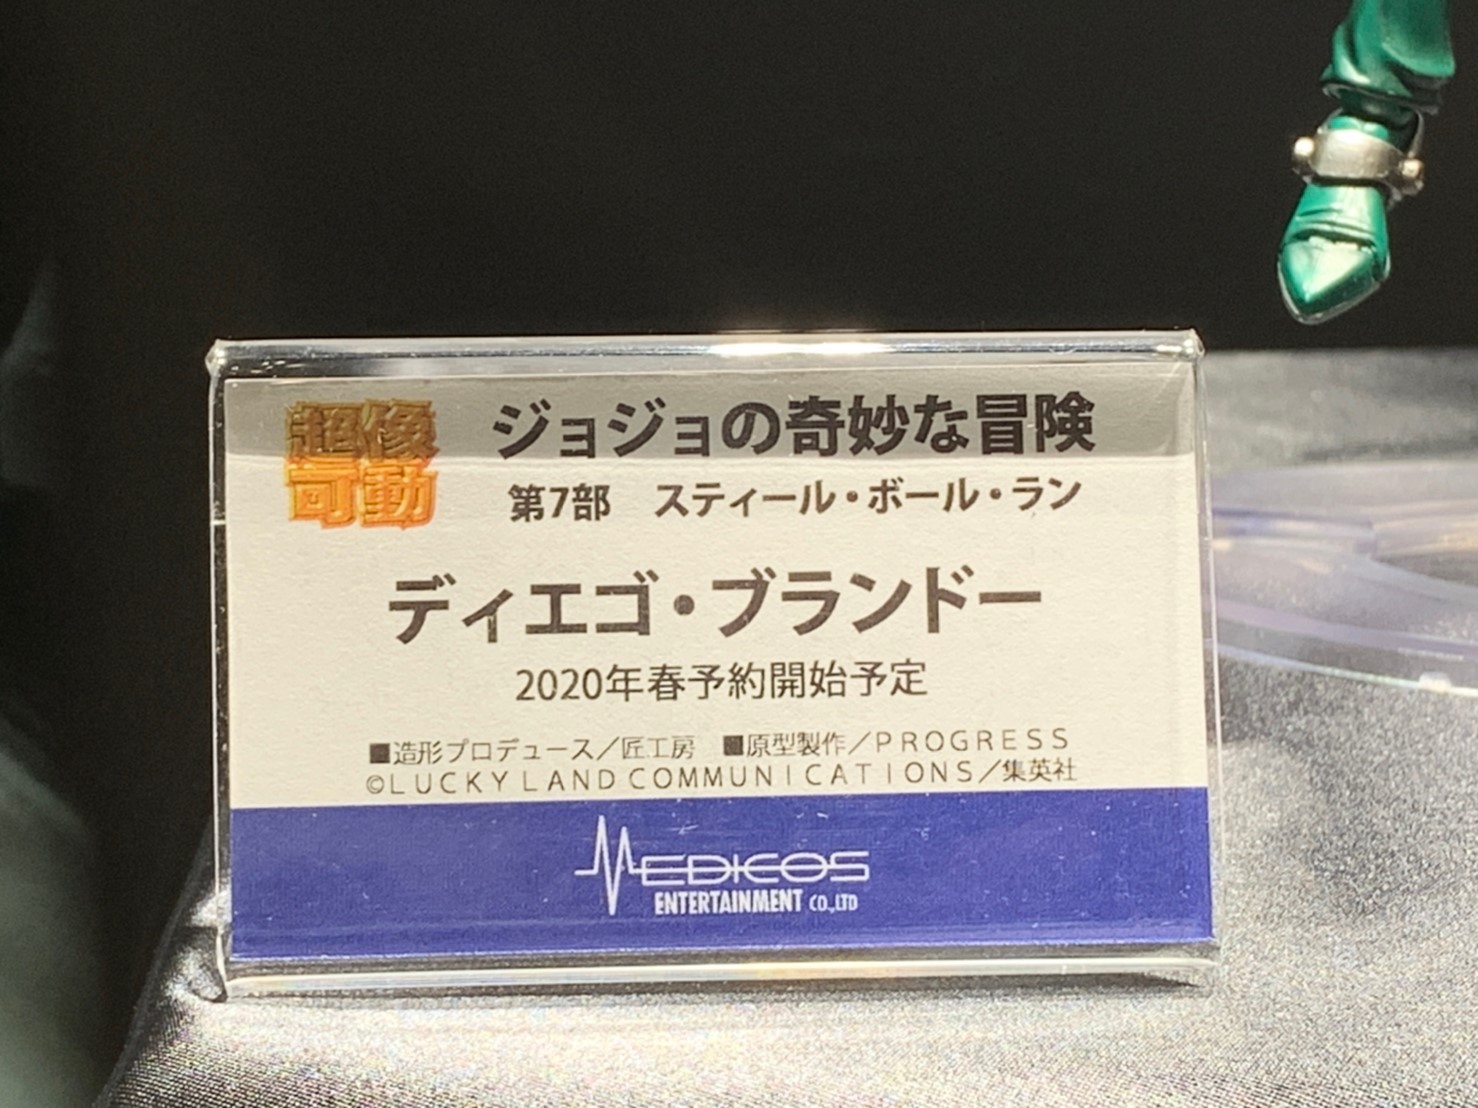 超像
可動
ジョジョの奇妙な冒険
第7部　スティール・ボール・ラン
ディエゴ・ブランドー
2020年春予約開始予定
■造形プロデュース／匠工房　■原型製作／PROGRESS
©LUCKY LAND COMMUNICATIONS／集英社
MEDICOS
ENTERTAINMENT CO.,LTD